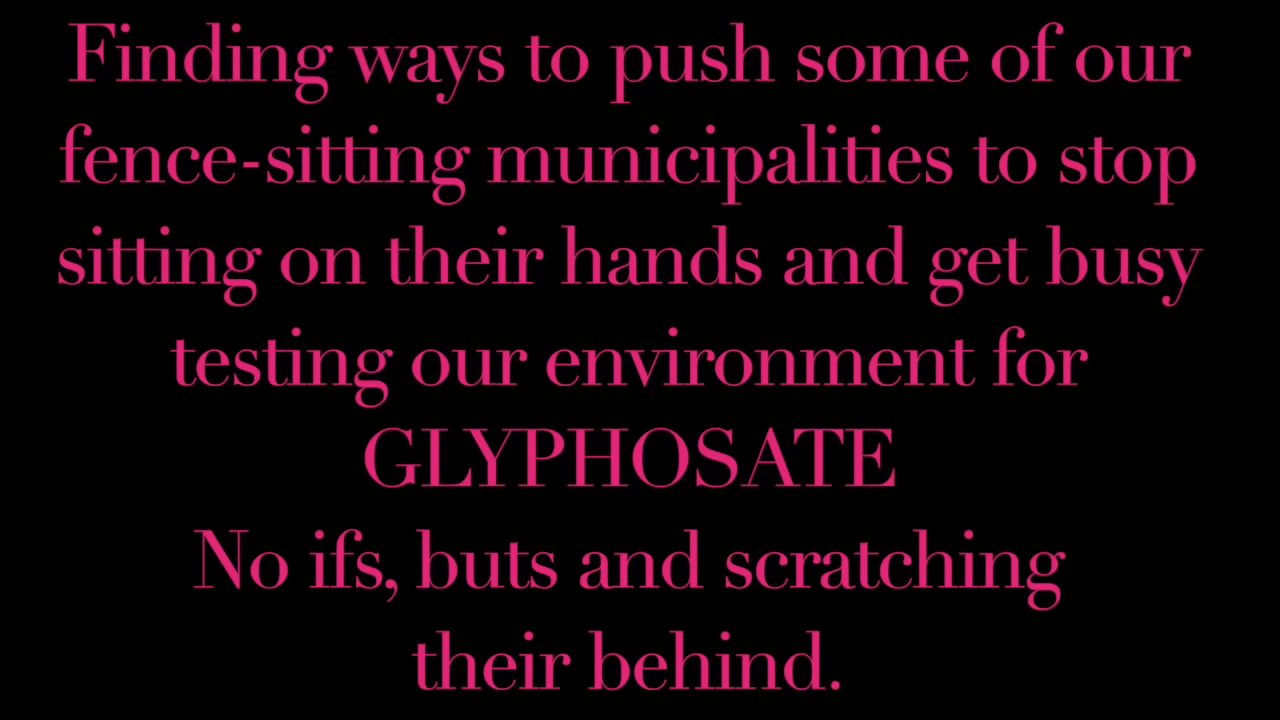 Finding ways to push some of our
fence-sitting municipalities to stop
sitting on their hands and get busy
testing our environment for
GLYPHOSATE
No ifs, buts and scratching
their behind.